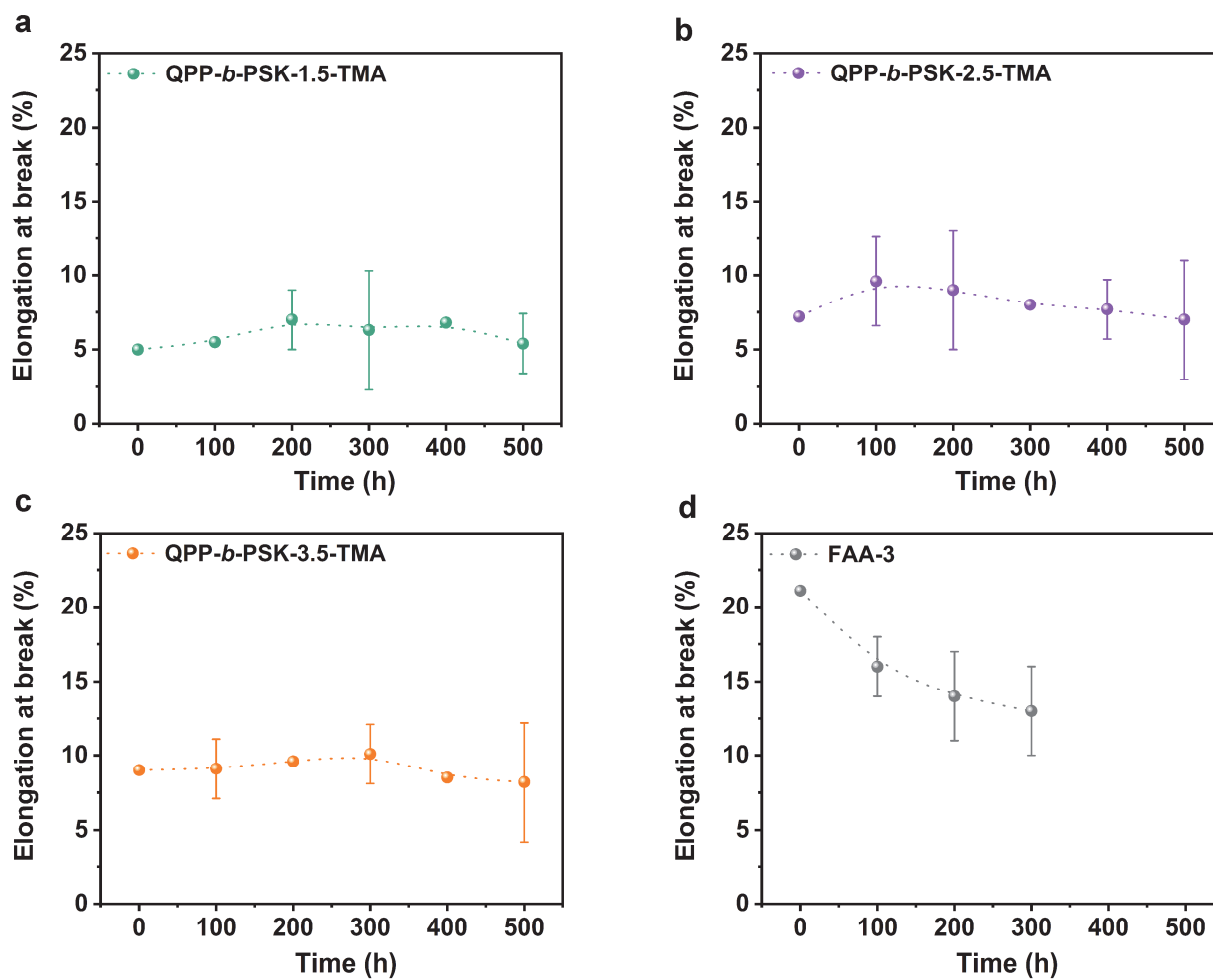 a
QPP-b-PSK-1.5-TMA
Elongation at break (%)
25
20
15
10
5
0
0 100 200 300 400 500
Time (h)
b
QPP-b-PSK-2.5-TMA
Elongation at break (%)
25
20
15
10
5
0
0 100 200 300 400 500
Time (h)
c
QPP-b-PSK-3.5-TMA
Elongation at break (%)
25
20
15
10
5
0
0 100 200 300 400 500
Time (h)
d
FAA-3
Elongation at break (%)
25
20
15
10
5
0
0 100 200 300 400 500
Time (h)